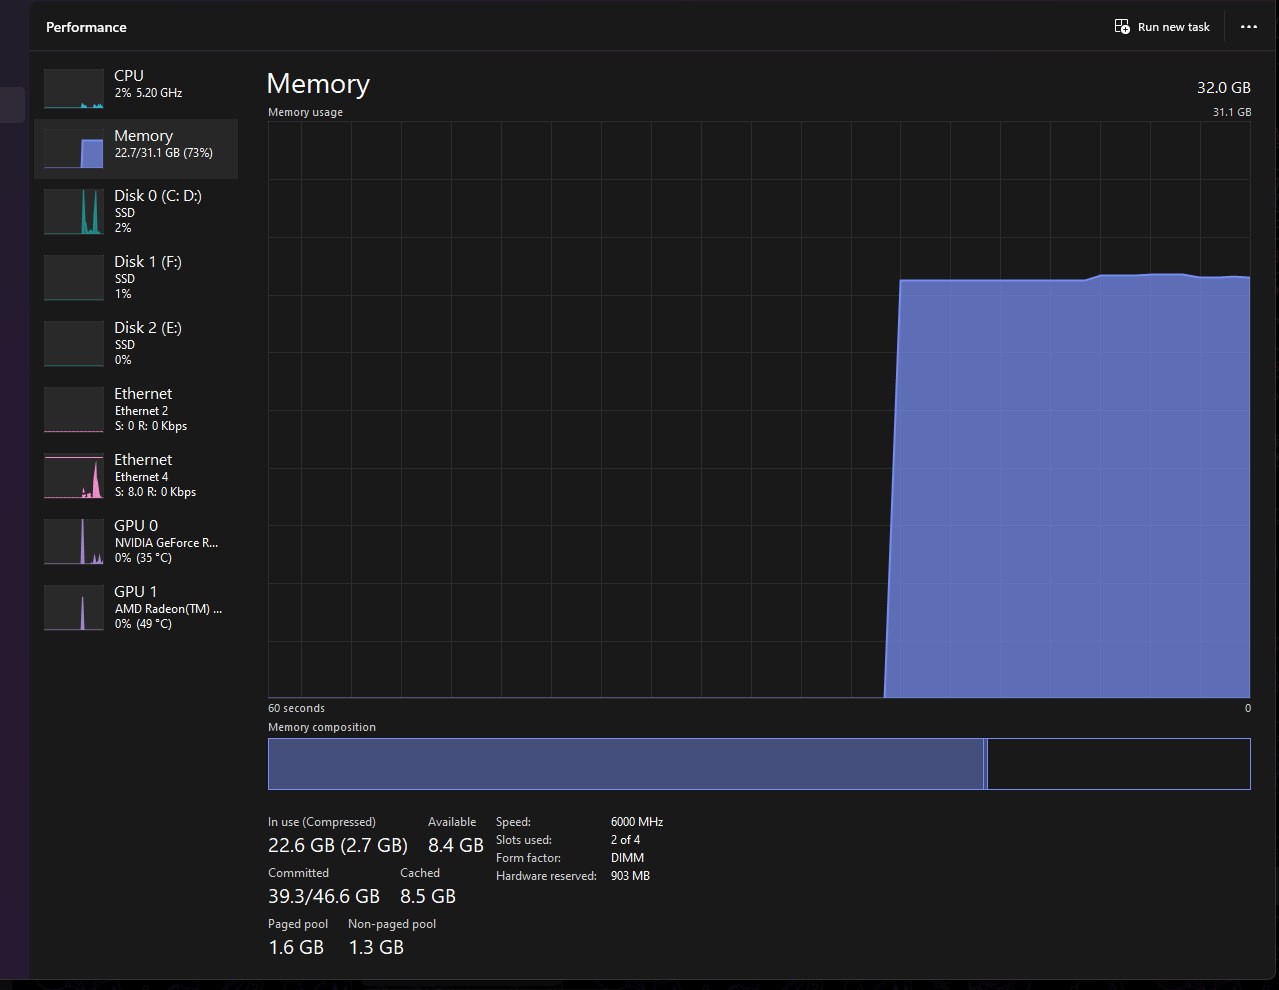 Performance
Run new task
CPU
2% 5.20 GHz
Memory
22.7/31.1 GB (73%)
Disk 0 (C: D:)
SSD
2%
Disk 1 (F:)
SSD
1%
Disk 2 (E:)
SSD
0%
Ethernet
Ethernet 2
S: 0 R: 0 Kbps
Ethernet
Ethernet 4
S: 8.0 R: 0 Kbps
GPU 0
NVIDIA GeForce R...
0% (35 °C)
GPU 1
AMD Radeon(TM) ...
0% (49 °C)
Memory
32.0 GB
Memory usage
31.1 GB
60 seconds
0
Memory composition
In use (Compressed)
22.6 GB (2.7 GB)
Available
8.4 GB
Committed
39.3/46.6 GB
Cached
8.5 GB
Paged pool
1.6 GB
Non-paged pool
1.3 GB
Speed: 6000 MHz
Slots used: 2 of 4
Form factor: DIMM
Hardware reserved: 903 MB